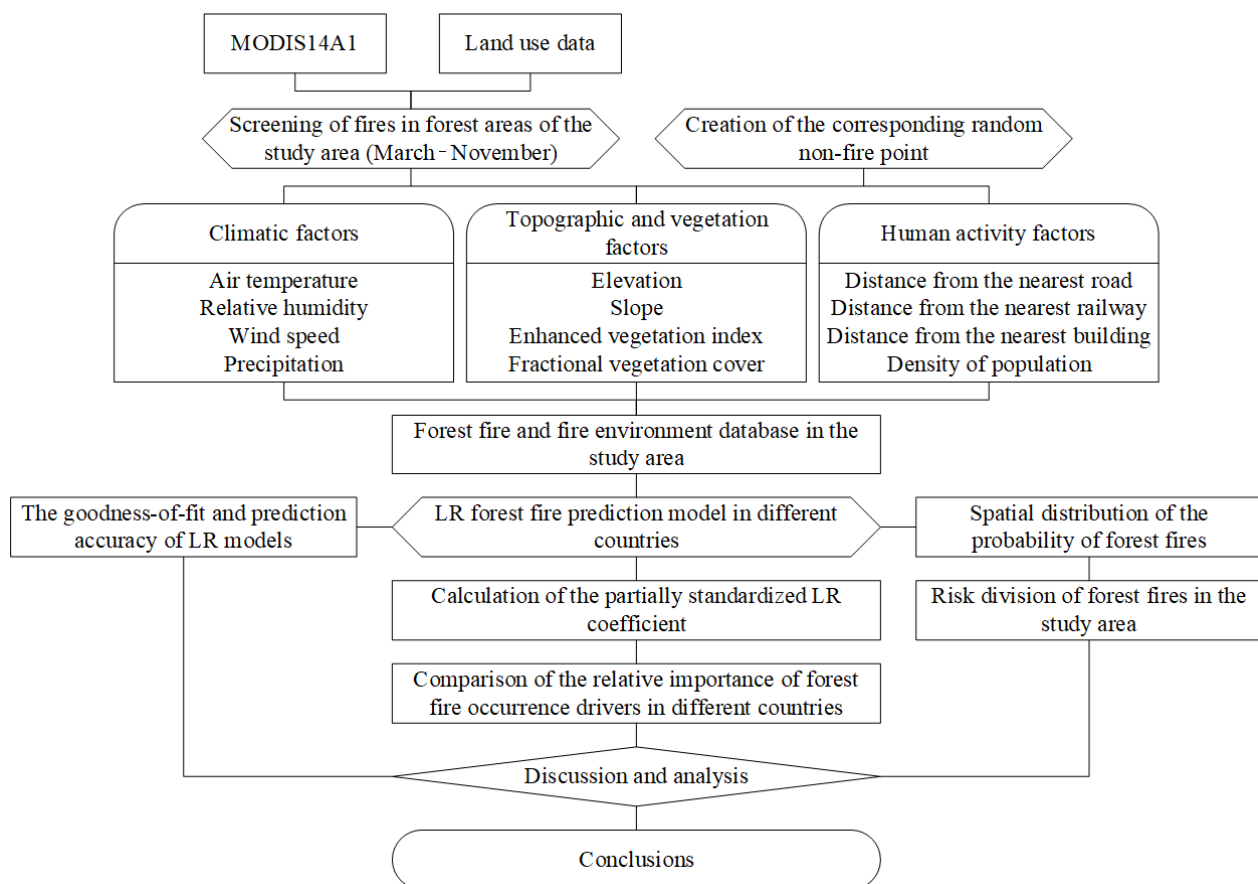 MODIS14A1
Land use data
Screening of fires in forest areas of the
study area (March-November)
Creation of the corresponding random
non-fire point
Climatic factors
Air temperature
Relative humidity
Wind speed
Precipitation
Topographic and vegetation
factors
Elevation
Slope
Enhanced vegetation index
Fractional vegetation cover
Human activity factors
Distance from the nearest road
Distance from the nearest railway
Distance from the nearest building
Density of population
Forest fire and fire environment database in the
study area
The goodness-of-fit and prediction
accuracy of LR models
LR forest fire prediction model in different
countries
Spatial distribution of the
probability of forest fires
Calculation of the partially standardized LR
coefficient
Risk division of forest fires in the
study area
Comparison of the relative importance of forest
fire occurrence drivers in different countries
Discussion and analysis
Conclusions